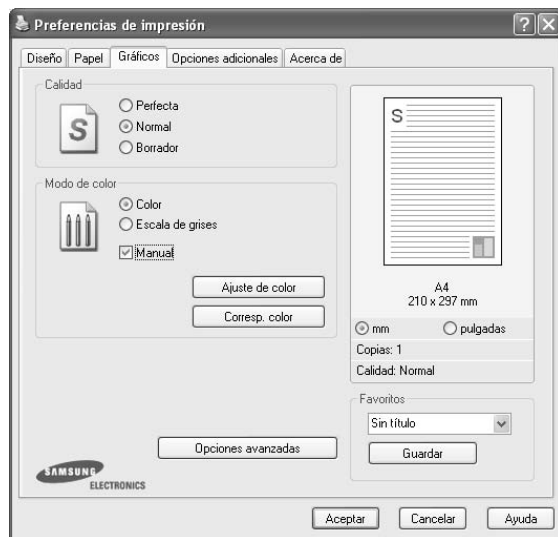 Preferencias de impresión
Diseño Papel Gráficos Opciones adicionales Acerca de
Calidad
S
Perfecta
Normal
Borrador
Modo de color
Color
Escala de grises
Manual
Ajuste de color
Corresp. color
Opciones avanzadas
SAMSUNG
ELECTRONICS
S
A4
210 x 297 mm
mm pulgadas
Copias: 1
Calidad: Normal
Favoritos
Sin título
Guardar
Aceptar Cancelar Ayuda